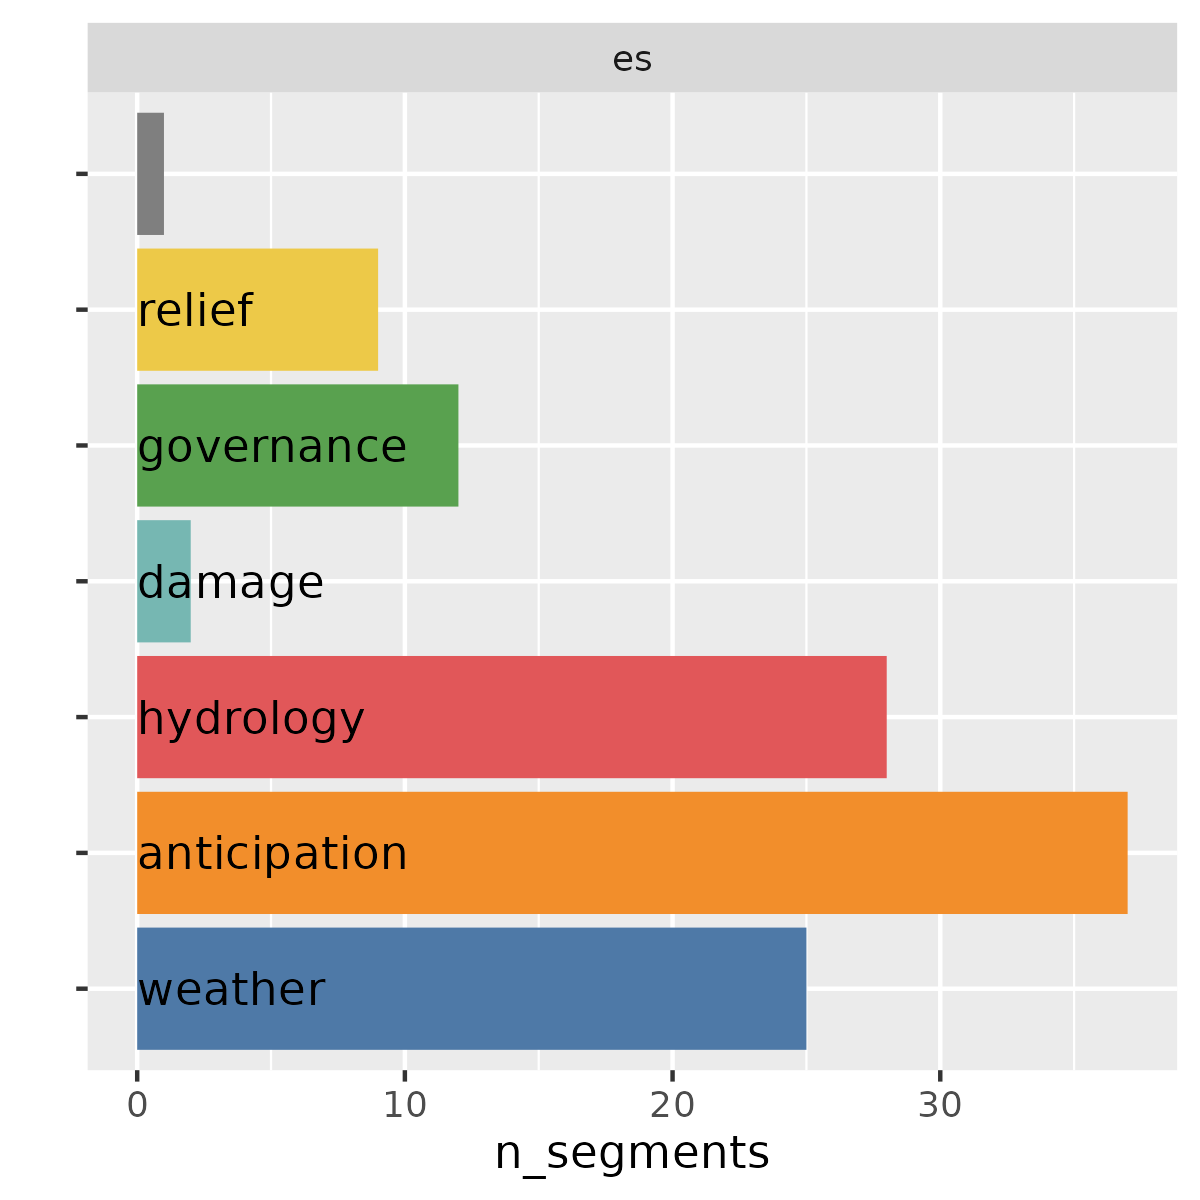 es
relief
governance
damage
hydrology
anticipation
weather
0 10 20 30
n_segments